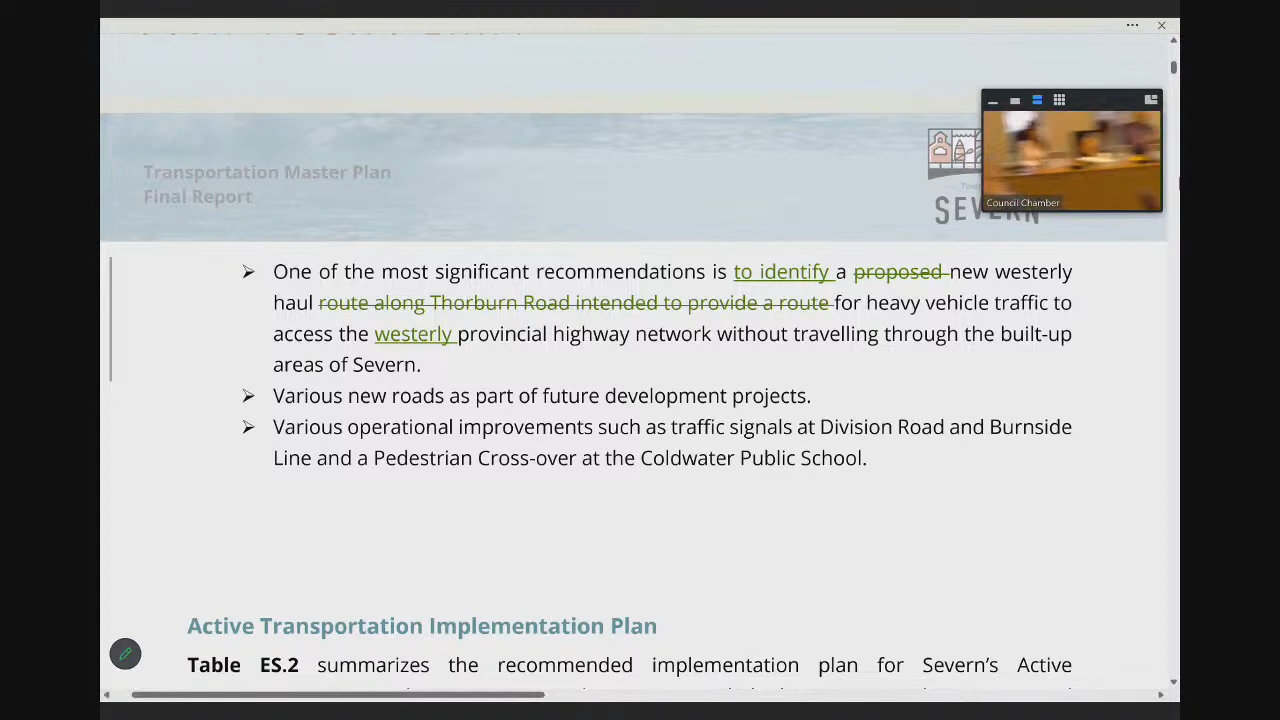 Transportation Master Plan
Final Report
SEVERN
Council Chamber
➢ One of the most significant recommendations is to identify a proposed new westerly
haul route along Thorburn Road intended to provide a route for heavy vehicle traffic to
access the westerly provincial highway network without travelling through the built-up
areas of Severn.
➢ Various new roads as part of future development projects.
➢ Various operational improvements such as traffic signals at Division Road and Burnside
Line and a Pedestrian Cross-over at the Coldwater Public School.
Active Transportation Implementation Plan
Table ES.2 summarizes the recommended implementation plan for Severn's Active